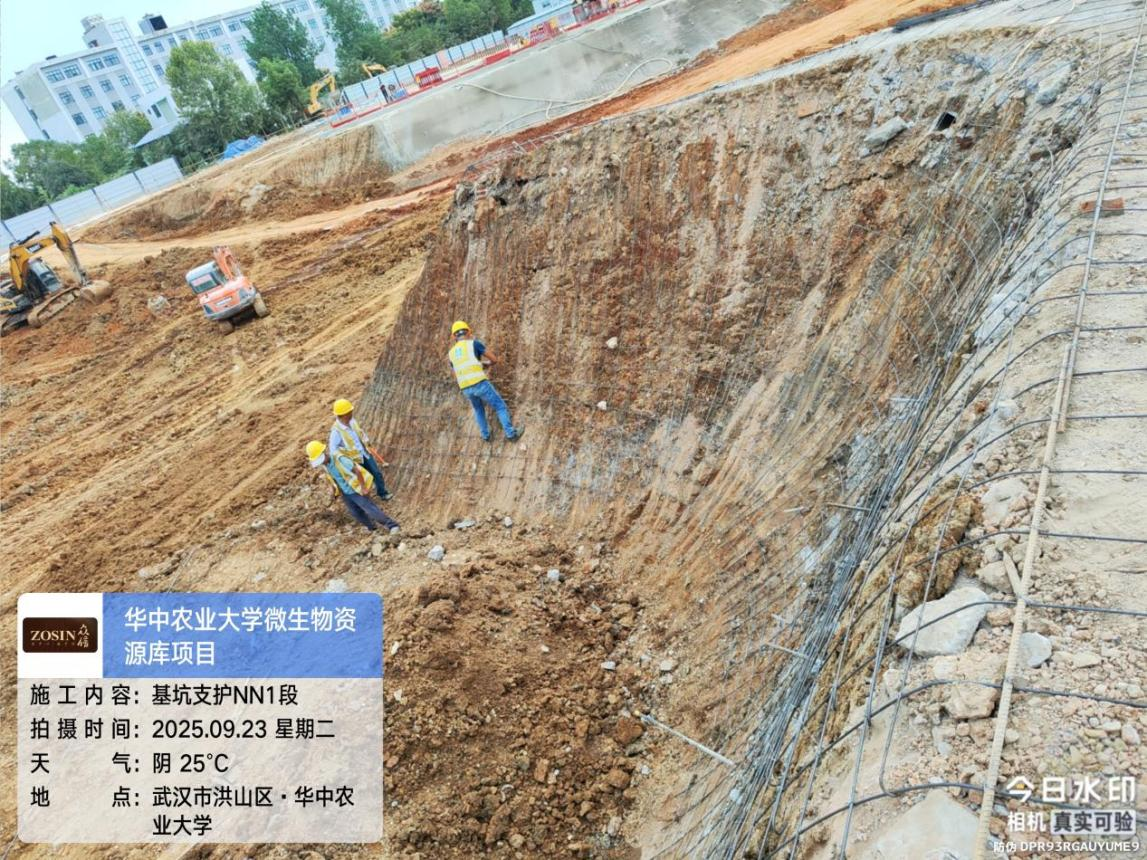 ZOSIN 众信
华中农业大学微生物资
源库项目
施工内容：基坑支护NN1段
拍摄时间：2025.09.23 星期二
天气：阴 25°C
地点：武汉市洪山区·华中农
业大学
今日水印
相机 真实可验
防伪 DPR93RGAUYUME9